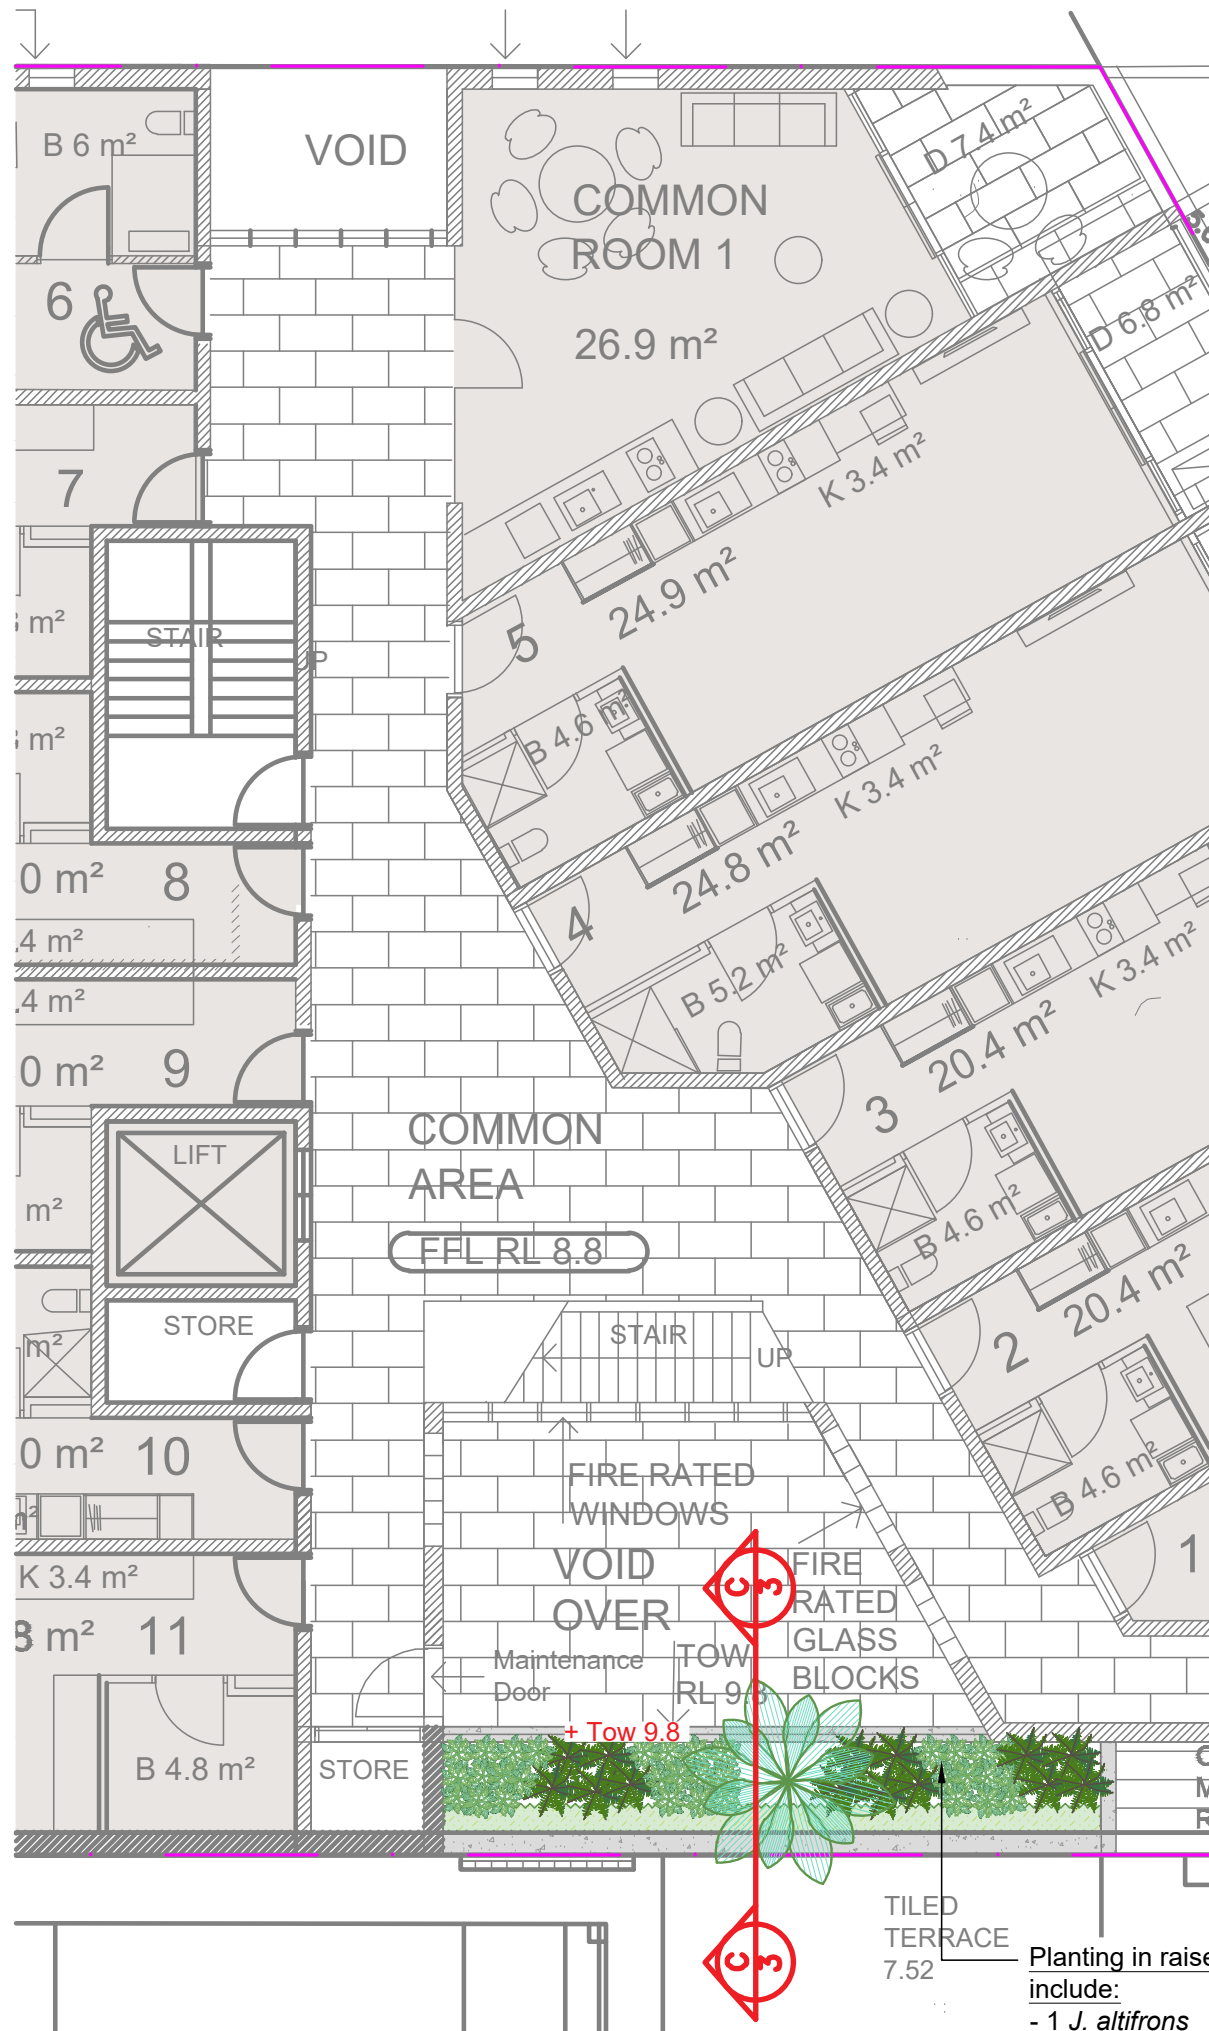 VOID
B 6 m²
D 7.4 m²
COMMON
ROOM 1
26.9 m²
D 6.8 m²
6
7
K 3.4 m²
24.9 m²
5
m²
STAIR
UP
B 4.6 m²
m²
K 3.4 m²
24.8 m²
0 m² 8
4
.4 m²
B 5.2 m²
K 3.4 m²
.4 m²
0 m² 9
20.4 m²
3
COMMON
AREA
LIFT
m²
B 4.6 m²
FFL RL 8.8
20.4 m²
STORE
STAIR
UP
2
m²
0 m² 10
FIRE RATED
WINDOWS
B 4.6 m²
K 3.4 m²
VOID
OVER
C
3
FIRE
RATED
GLASS
BLOCKS
1
8 m² 11
Maintenance
Door
TOW
RL 9.8
+ Tow 9.8
B 4.8 m²
STORE
TILED
TERRACE
7.52
C
3
Planting in raise
include:
- 1 J. altifrons